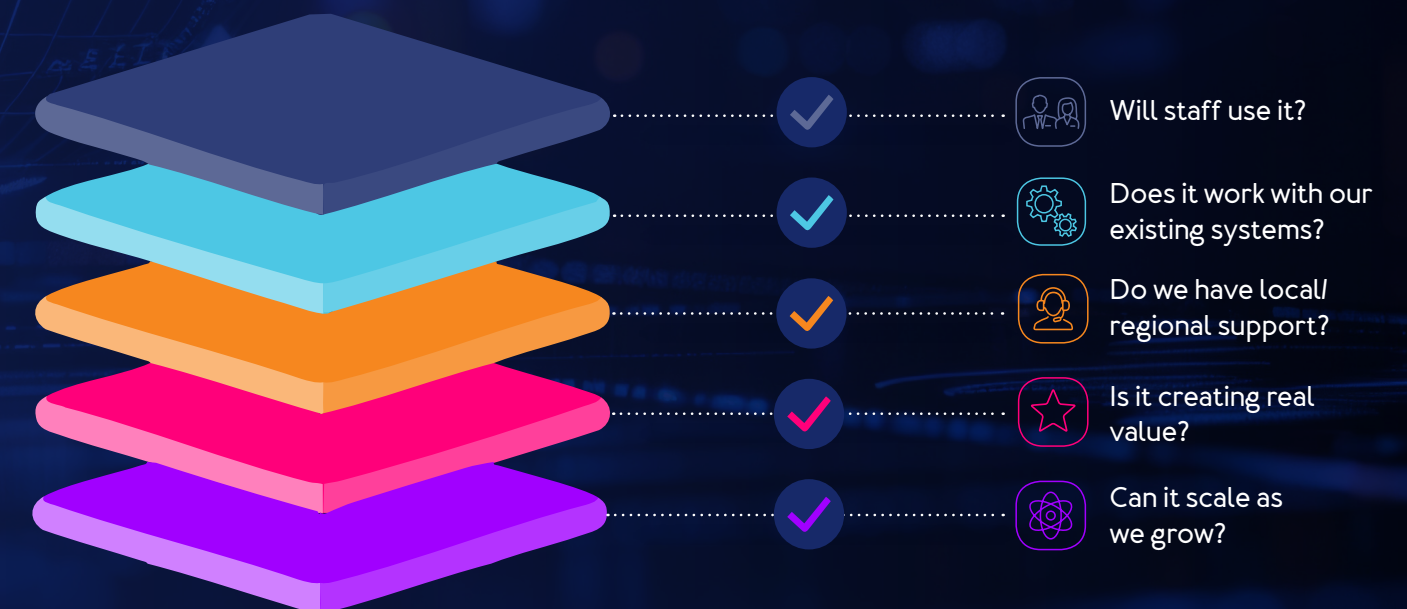 Will staff use it?
Does it work with our
existing systems?
Do we have local/
regional support?
Is it creating real
value?
Can it scale as
we grow?